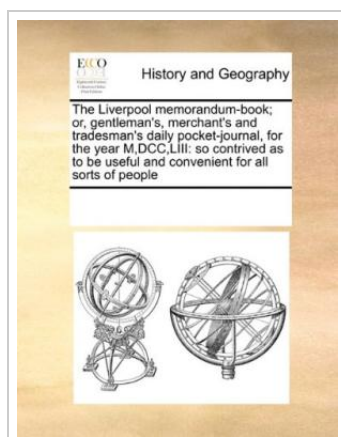 ECCO
History and Geography
The Liverpool memorandum-book;
or, gentleman's, merchant's and
tradesman's daily pocket-journal, for
the year M,DCC,LIII: so contrived as
to be useful and convenient for all
sorts of people